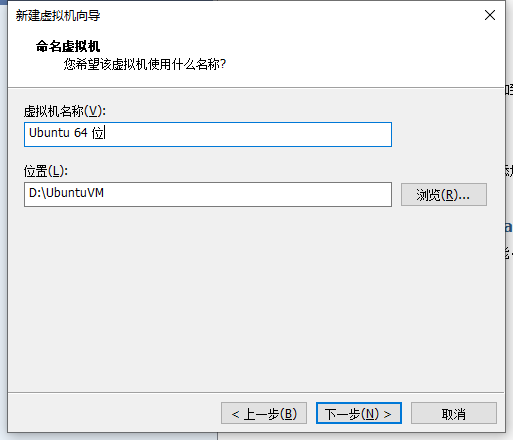 新建虚拟机向导
命名虚拟机
您希望该虚拟机使用什么名称?
虚拟机名称(V):
Ubuntu 64 位
位置(L):
D:\UbuntuVM
浏览(R)...
< 上一步(B)
下一步(N) >
取消